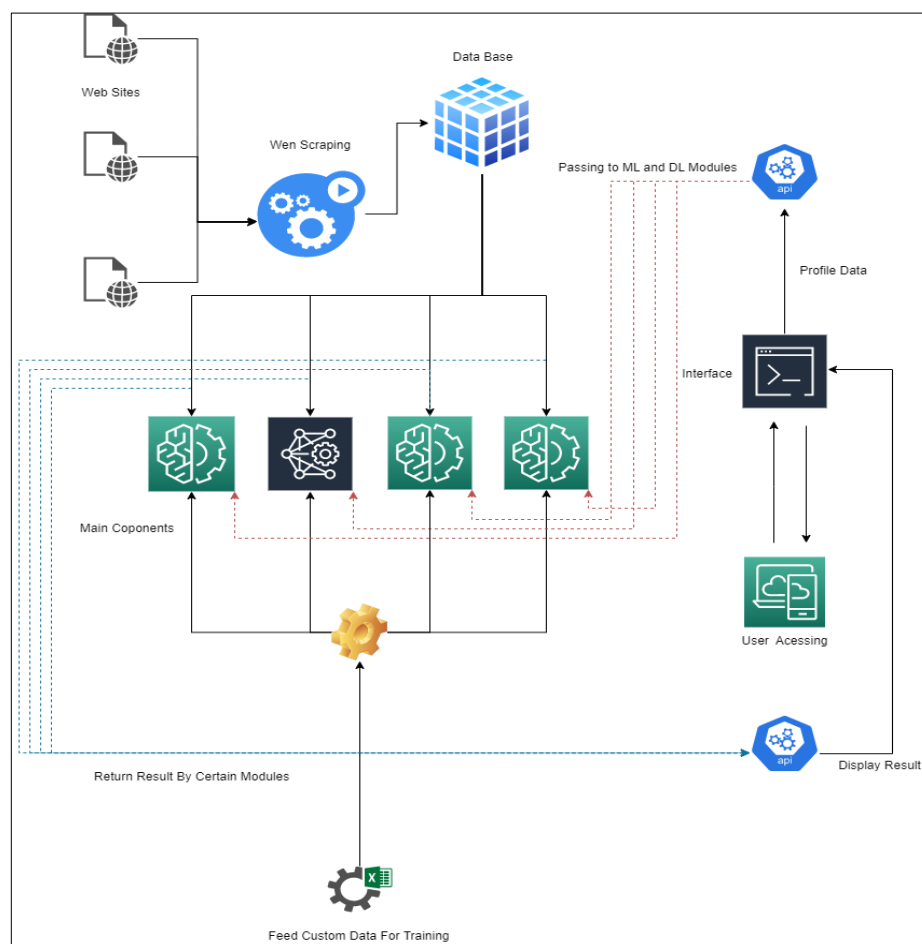 Data Base
Web Sites
Wen Scraping
Passing to ML and DL Modules
api
Profile Data
Interface
Main Coponents
User Acessing
api
Return Result By Certain Modules
Display Result
X
Feed Custom Data For Training